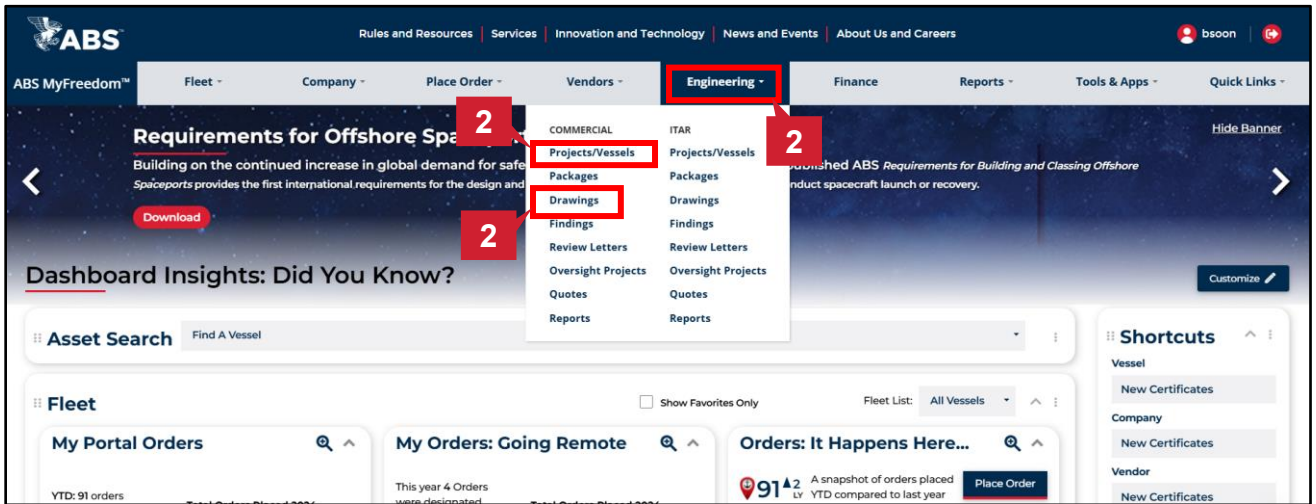 ABS
Rules and Resources | Services | Innovation and Technology | News and Events | About Us and Careers
bsoon
ABS MyFreedom™ Fleet Company Place Order Vendors Engineering Finance Reports Tools & Apps Quick Links
2
2
2
COMMERCIAL
Projects/Vessels
Packages
Drawings
Findings
Review Letters
Oversight Projects
Quotes
Reports
ITAR
Projects/Vessels
Packages
Drawings
Findings
Review Letters
Oversight Projects
Quotes
Reports
Hide Banner
Requirements for Offshore
Building on the continued increase in global demand for safe ABS Requirements for Building and Classing Offshore
Spaceports provides the first international requirements for the design and nduct spacecraft launch or recovery.
Download
Dashboard Insights: Did You Know?
Customize
Asset Search Find A Vessel
Shortcuts
Vessel
New Certificates
Company
New Certificates
Vendor
New Certificates
Fleet Show Favorites Only Fleet List: All Vessels
My Portal Orders
YTD: 91 orders
My Orders: Going Remote
This year 4 Orders
were designated
Orders: It Happens Here...
91 2 LY
A snapshot of orders placed
YTD compared to last year
Place Order